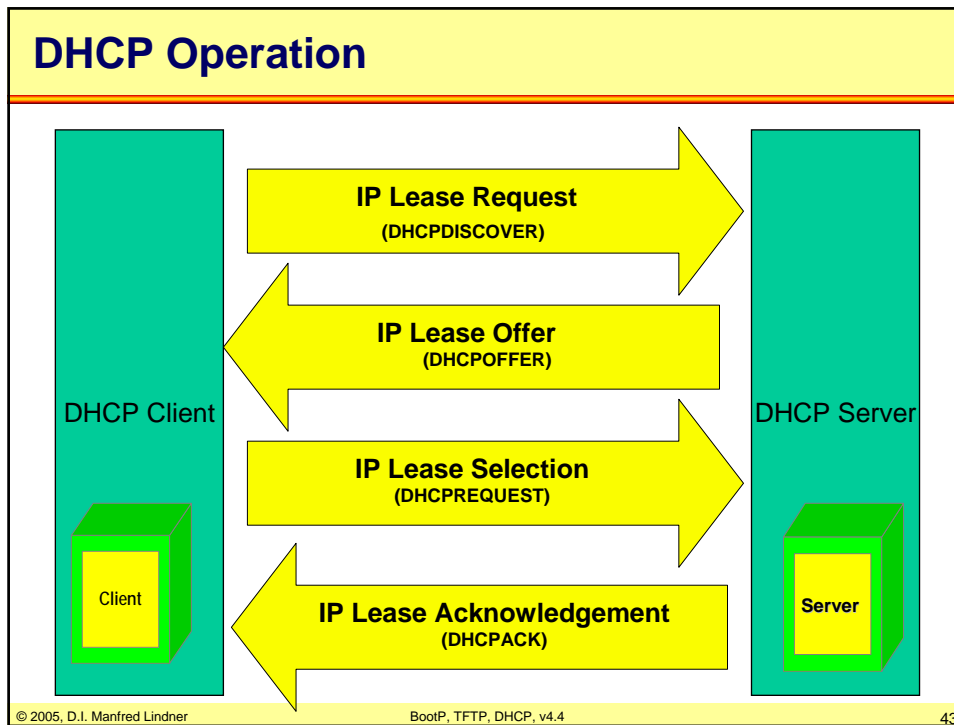 DHCP Operation
IP Lease Request
(DHCPDISCOVER)
IP Lease Offer
(DHCPOFFER)
DHCP Client
DHCP Server
IP Lease Selection
(DHCPREQUEST)
Client
Server
IP Lease Acknowledgement
(DHCPACK)
© 2005, D.I. Manfred Lindner
BootP, TFTP, DHCP, v4.4
43